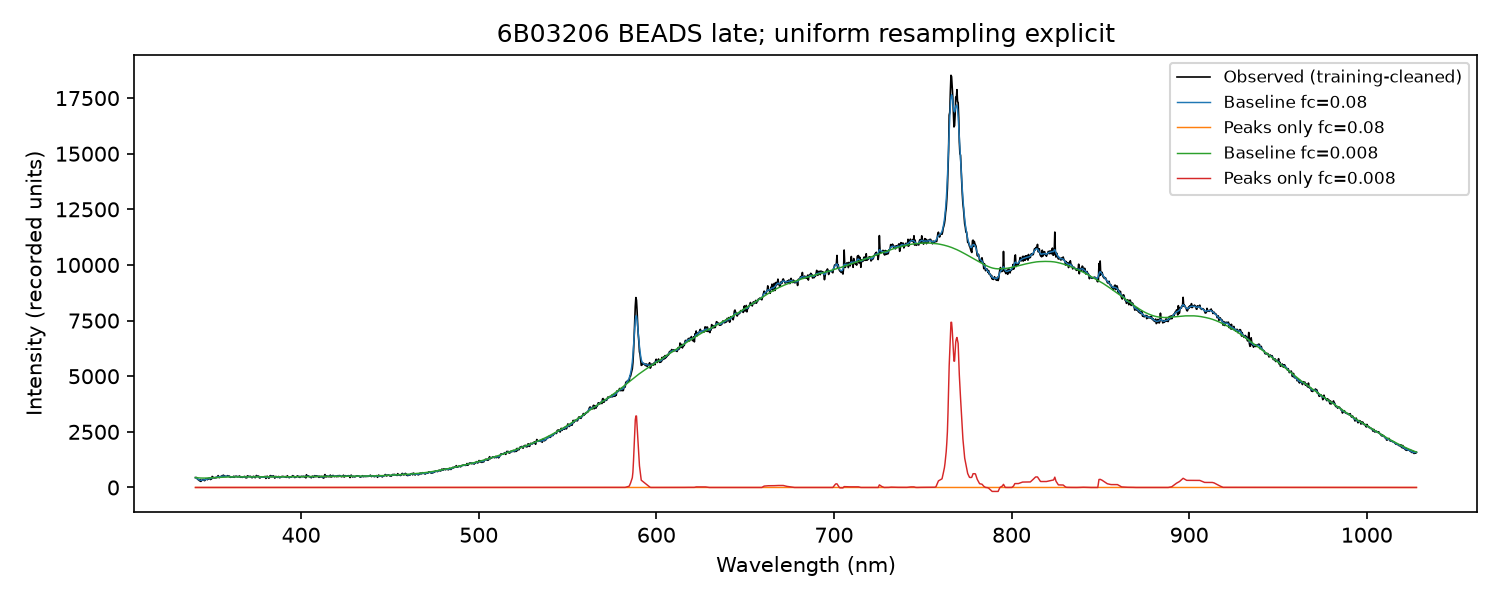 6B03206 BEADS late; uniform resampling explicit
Observed (training-cleaned)
Baseline fc=0.08
Peaks only fc=0.08
Baseline fc=0.008
Peaks only fc=0.008
Intensity (recorded units)
17500
15000
12500
10000
7500
5000
2500
0
400 500 600 700 800 900 1000
Wavelength (nm)